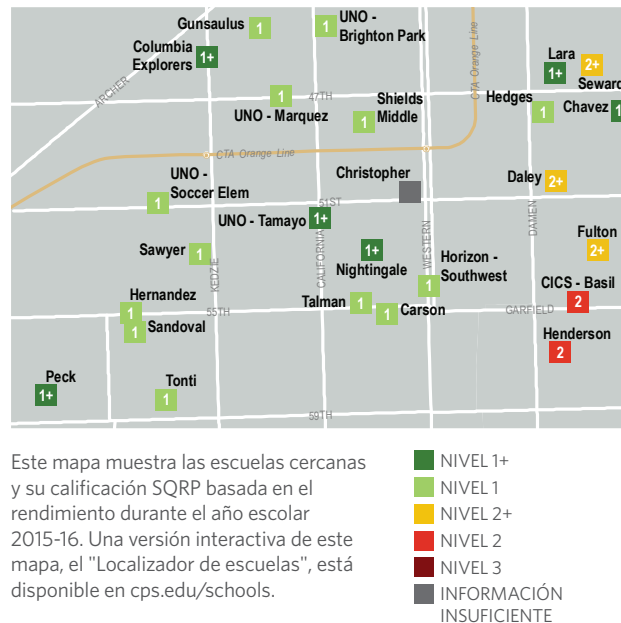 Gunsaulus
1
1
UNO -
Brighton Park
Columbia
Explorers
1+
Lara
1+
2+
Seward
ARCHER
CTA Orange Line
1
47TH
UNO - Marquez
Shields
Middle
1
Hedges
1
Chavez
1
CTA Orange Line
Christopher
UNO -
Soccer Elem
1
51ST
Daley
2+
UNO - Tamayo
1+
CALIFORNIA
WESTERN
DAMEN
KEDZIE
Sawyer
1
1+
Nightingale
Horizon -
Southwest
1
Fulton
2+
CICS - Basil
2
Hernandez
1
1
Sandoval
55TH
Talman
1
1
Carson
GARFIELD
Henderson
2
Peck
1+
Tonti
1
59TH
Este mapa muestra las escuelas cercanas
y su calificación SQRP basada en el
rendimiento durante el año escolar
2015-16. Una versión interactiva de este
mapa, el "Localizador de escuelas", está
disponible en cps.edu/schools.
NIVEL 1+
NIVEL 1
NIVEL 2+
NIVEL 2
NIVEL 3
INFORMACIÓN
INSUFICIENTE